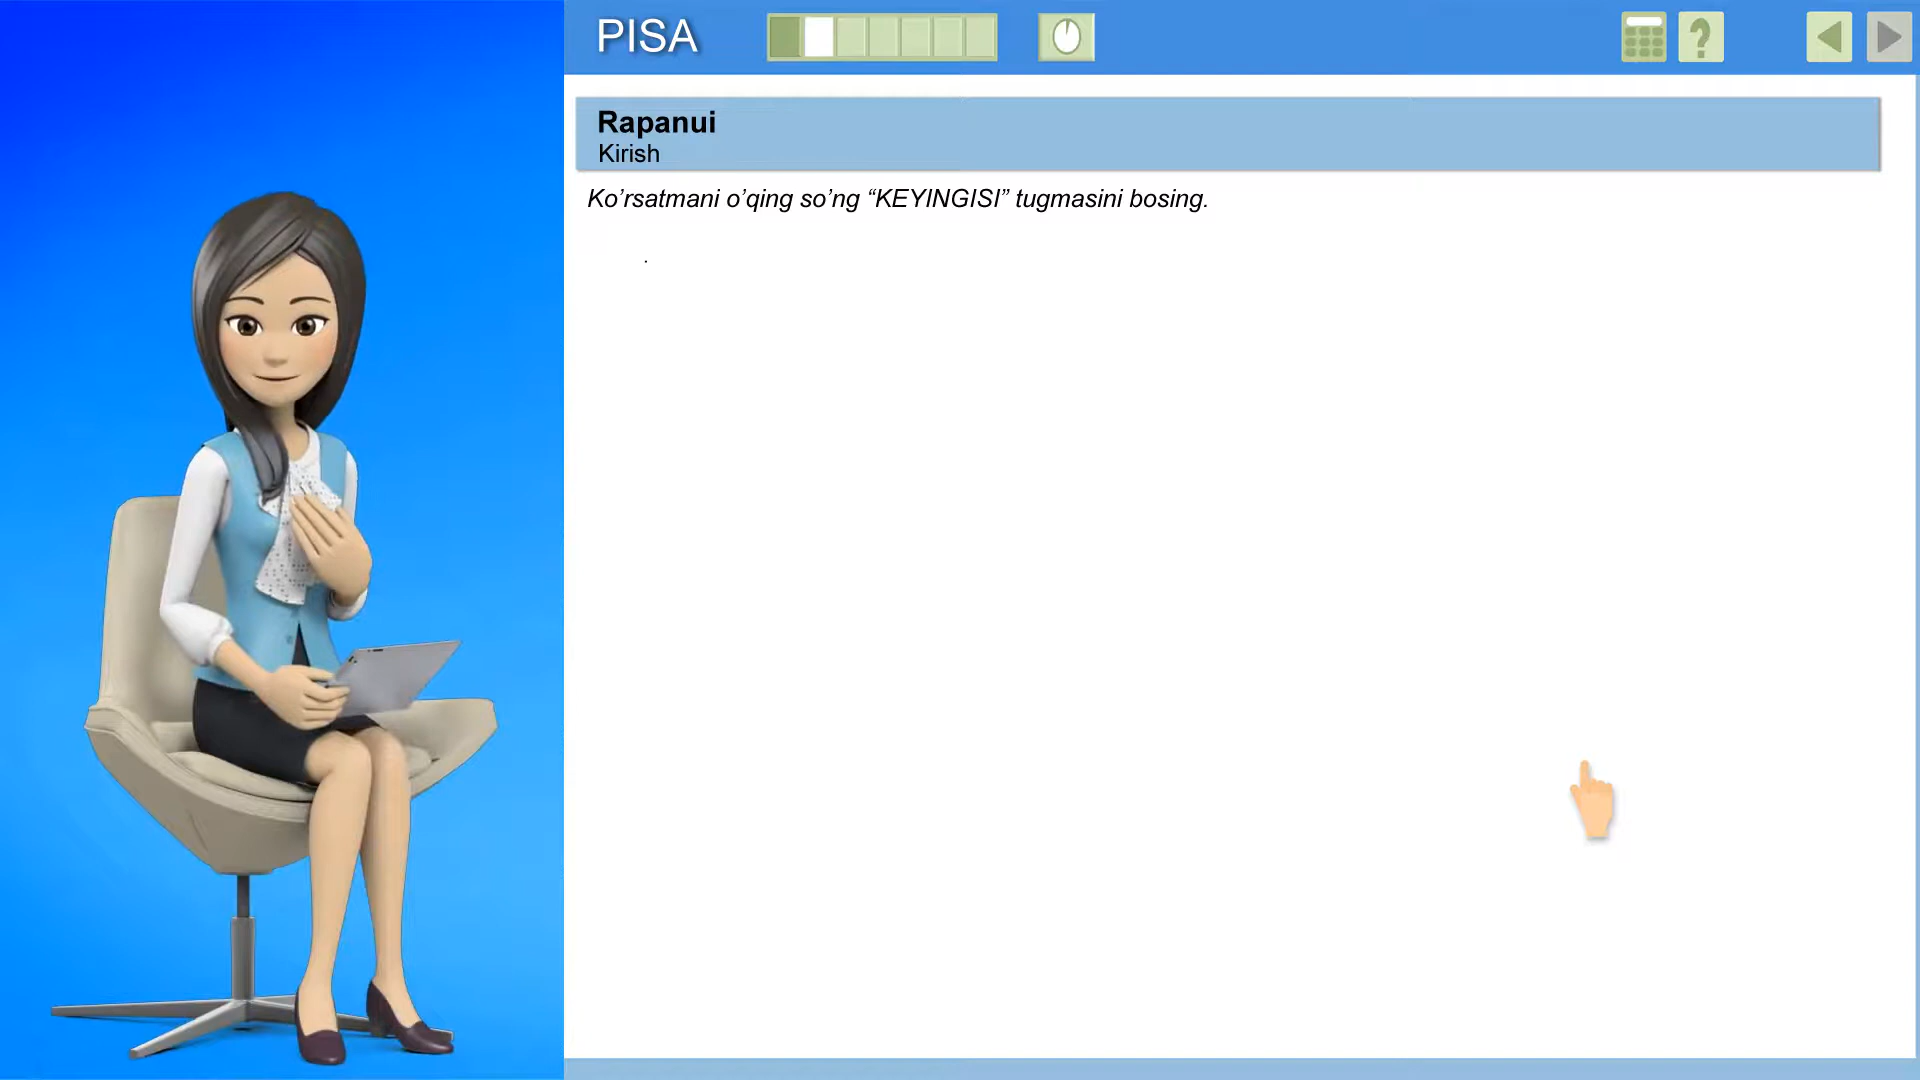 PISA
?
Rapanui
Kirish
Ko’rsatmani o’qing so’ng “KEYINGISI” tugmasini bosing.
.